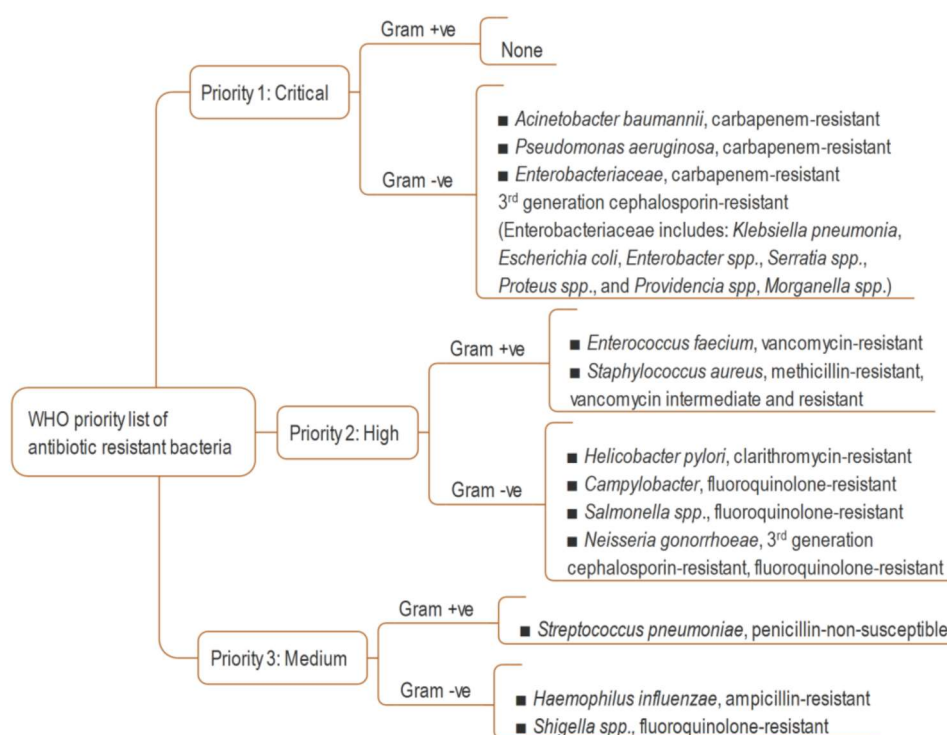 Gram +ve
None
Priority 1: Critical
Gram -ve
■ Acinetobacter baumannii, carbapenem-resistant
■ Pseudomonas aeruginosa, carbapenem-resistant
■ Enterobacteriaceae, carbapenem-resistant
3rd generation cephalosporin-resistant
(Enterobacteriaceae includes: Klebsiella pneumonia,
Escherichia coli, Enterobacter spp., Serratia spp.,
Proteus spp., and Providencia spp, Morganella spp.)
WHO priority list of
antibiotic resistant bacteria
Priority 2: High
Gram +ve
■ Enterococcus faecium, vancomycin-resistant
■ Staphylococcus aureus, methicillin-resistant,
vancomycin intermediate and resistant
Gram -ve
■ Helicobacter pylori, clarithromycin-resistant
■ Campylobacter, fluoroquinolone-resistant
■ Salmonella spp., fluoroquinolone-resistant
■ Neisseria gonorrhoeae, 3rd generation
cephalosporin-resistant, fluoroquinolone-resistant
Priority 3: Medium
Gram +ve
■ Streptococcus pneumoniae, penicillin-non-susceptible
Gram -ve
■ Haemophilus influenzae, ampicillin-resistant
■ Shigella spp., fluoroquinolone-resistant